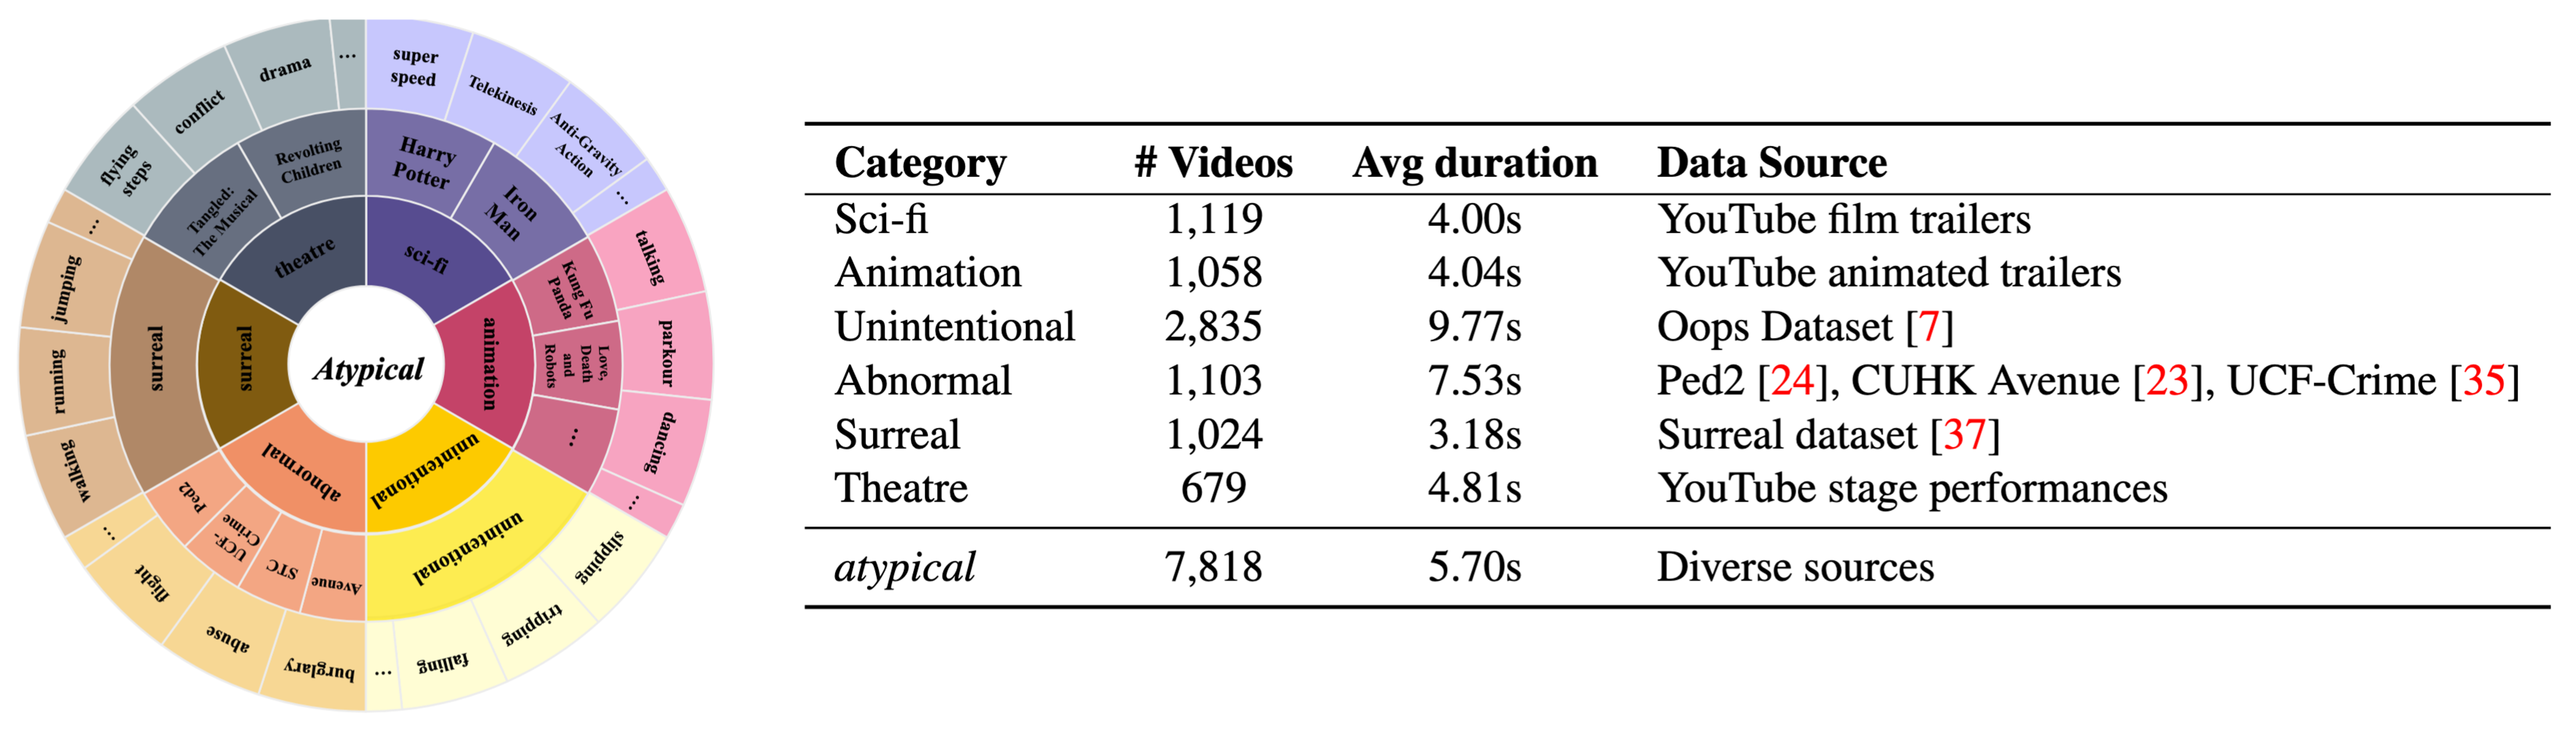 Atypical
sci-fi
animation
unintentional
abnormal
surreal
theatre
Harry
Potter
Iron
Man
Kung Fu
Panda
Love,
Death
and
Robots
...
unintentional
Avenue
STC
UCF-
Crime
Ped2
surreal
Tangled:
The Musical
Revolting
Children
super
speed
Telekinesis
Anti-Gravity
Action
...
talking
parkour
dancing
...
slipping
tripping
falling
...
burglary
abuse
flight
...
walking
running
jumping
...
flying
steps
conflict
drama
...
Category # Videos Avg duration Data Source
Sci-fi 1,119 4.00s YouTube film trailers
Animation 1,058 4.04s YouTube animated trailers
Unintentional 2,835 9.77s Oops Dataset [7]
Abnormal 1,103 7.53s Ped2 [24], CUHK Avenue [23], UCF-Crime [35]
Surreal 1,024 3.18s Surreal dataset [37]
Theatre 679 4.81s YouTube stage performances
atypical 7,818 5.70s Diverse sources